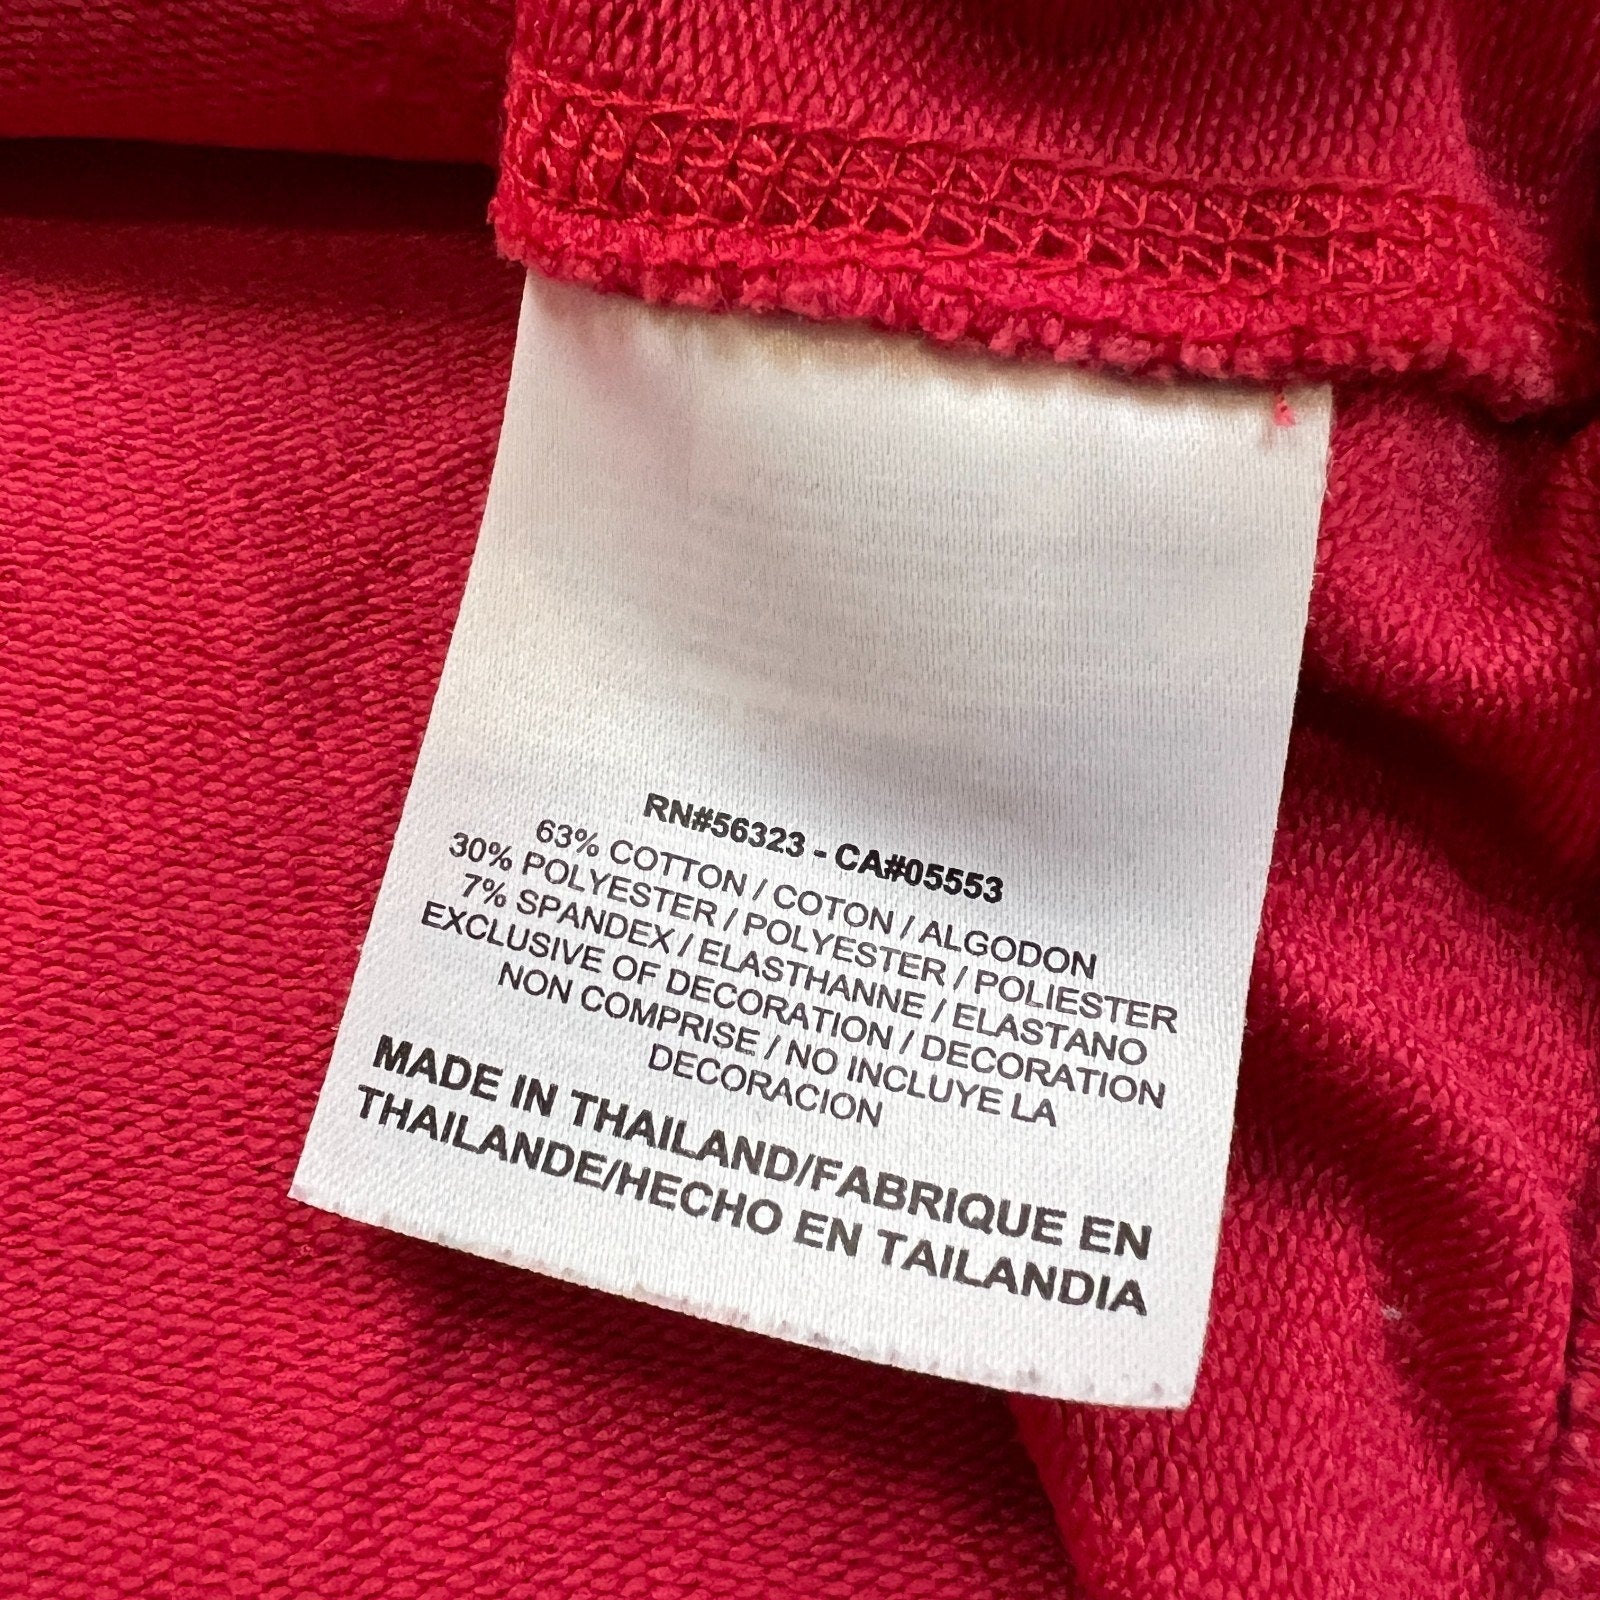 RN#56323 - CA#05553
63% COTTON / COTON / ALGODON
30% POLYESTER / POLYESTER / POLIESTER
7% SPANDEX / ELASTHANNE / ELASTANO
EXCLUSIVE OF DECORATION / DECORATION
NON COMPRISE / NO INCLUYE LA
DECORACION
MADE IN THAILAND/FABRIQUE EN
THAILANDE/HECHO EN TAILANDIA